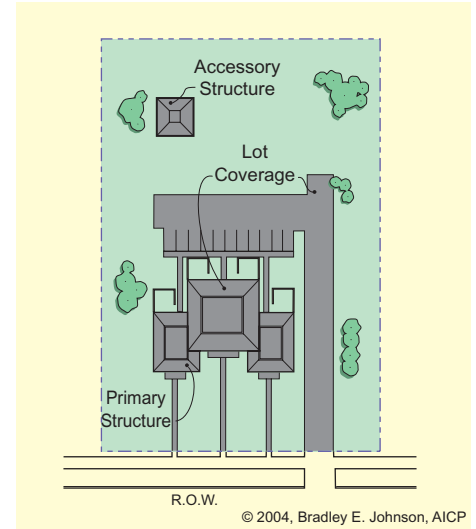 Accessory
Structure
Lot
Coverage
Primary
Structure
R.O.W.
© 2004, Bradley E. Johnson, AICP